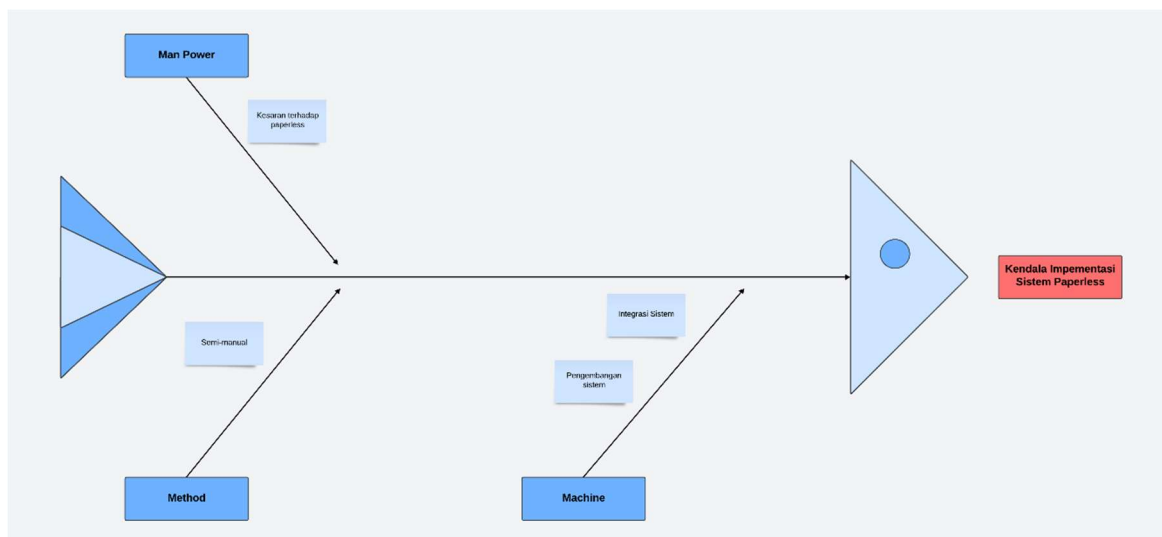 Man Power
Kesaran terhadap
paperless
Kendala Impementasi
Sistem Paperless
Integrasi Sistem
Semi-manual
Pengembangan
sistem
Method
Machine